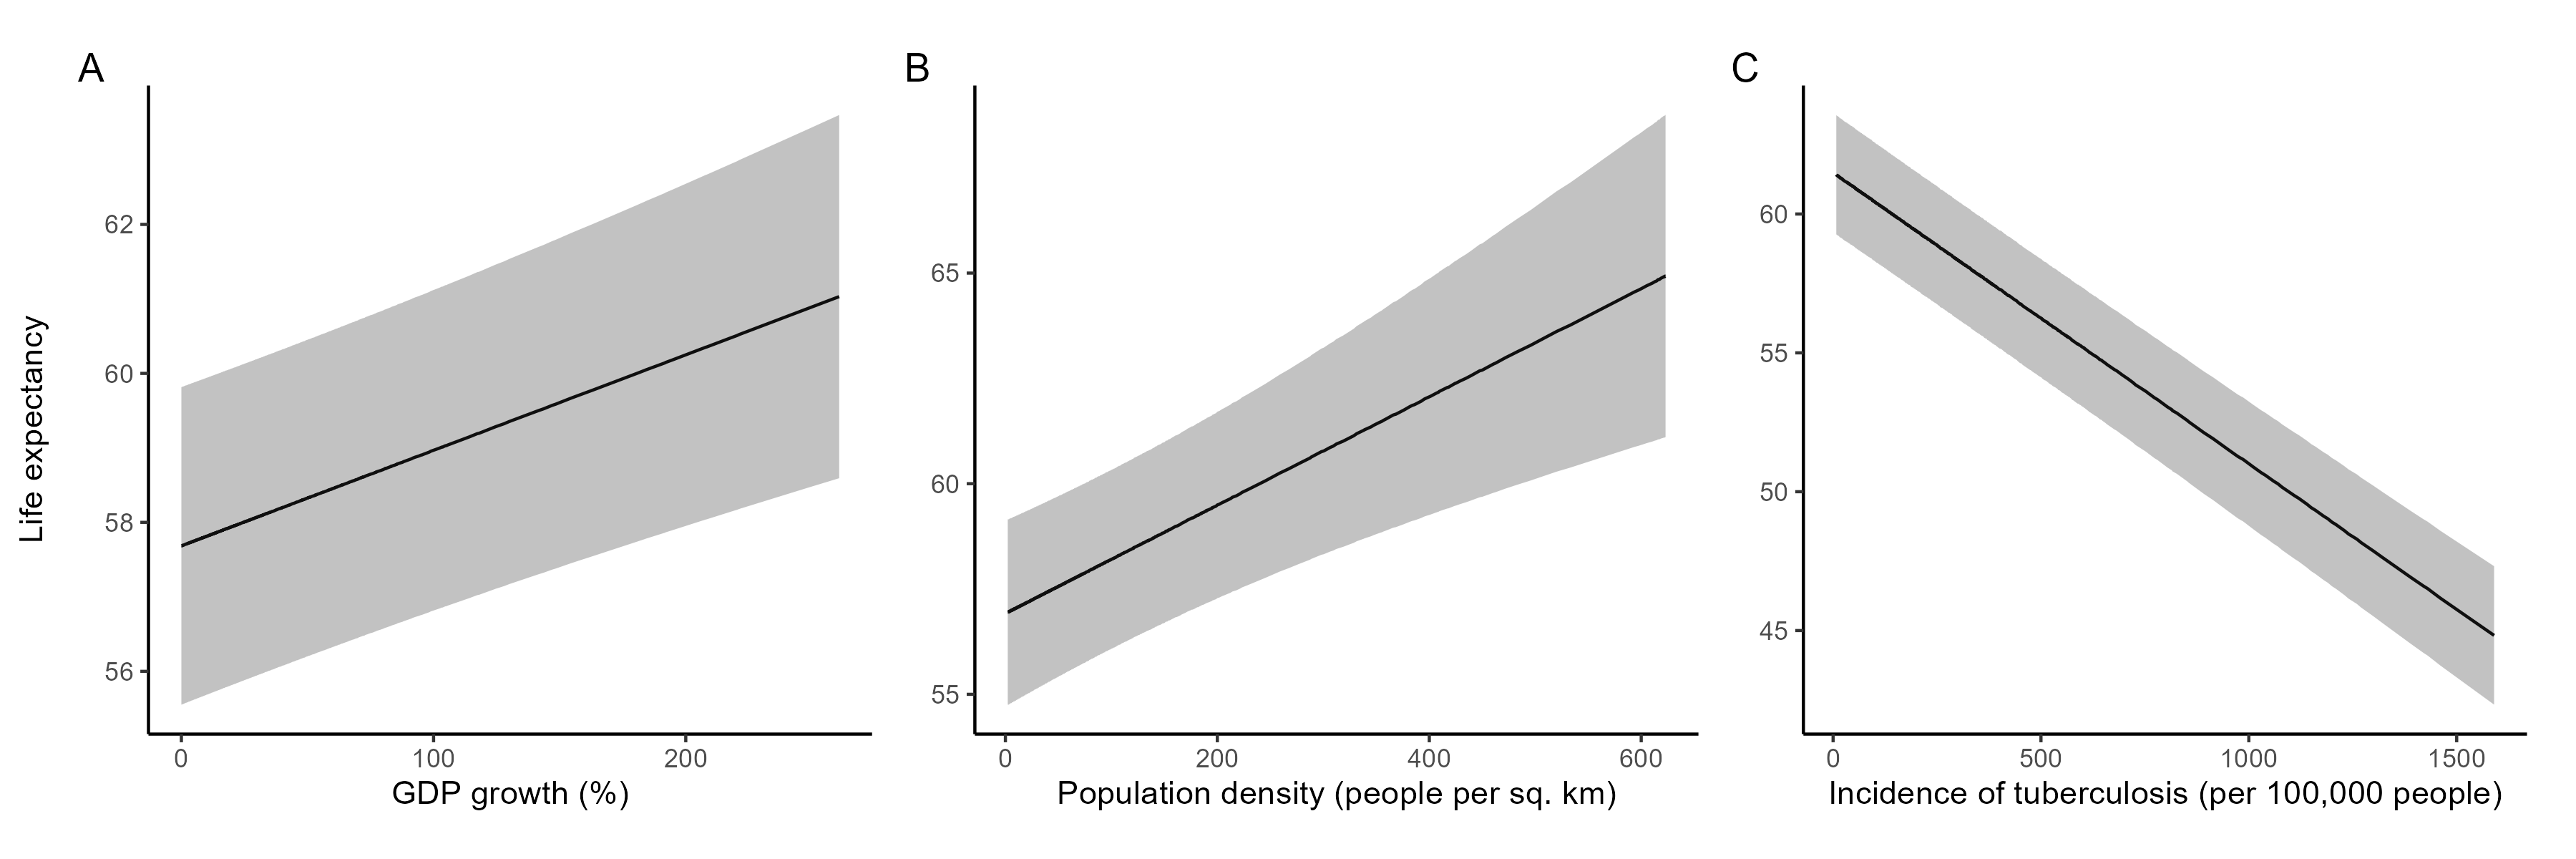 A
B
C
Life expectancy
62
60
58
56
0 100 200
GDP growth (%)
65
60
55
0 200 400 600
Population density (people per sq. km)
60
55
50
45
0 500 1000 1500
Incidence of tuberculosis (per 100,000 people)